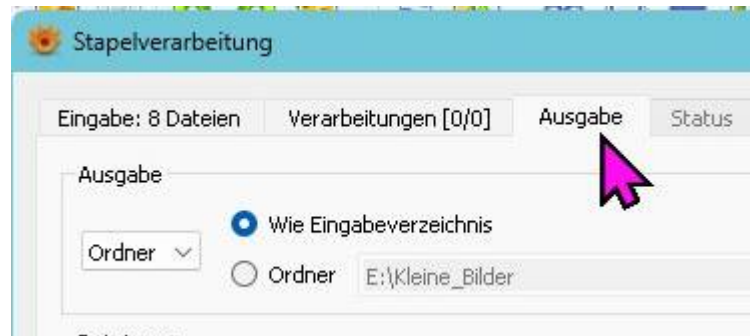 Stapelverarbeitung
Eingabe: 8 Dateien Verarbeitungen [0/0] Ausgabe Status
Ausgabe
Wie Eingabeverzeichnis
Ordner
Ordner E:\Kleine_Bilder